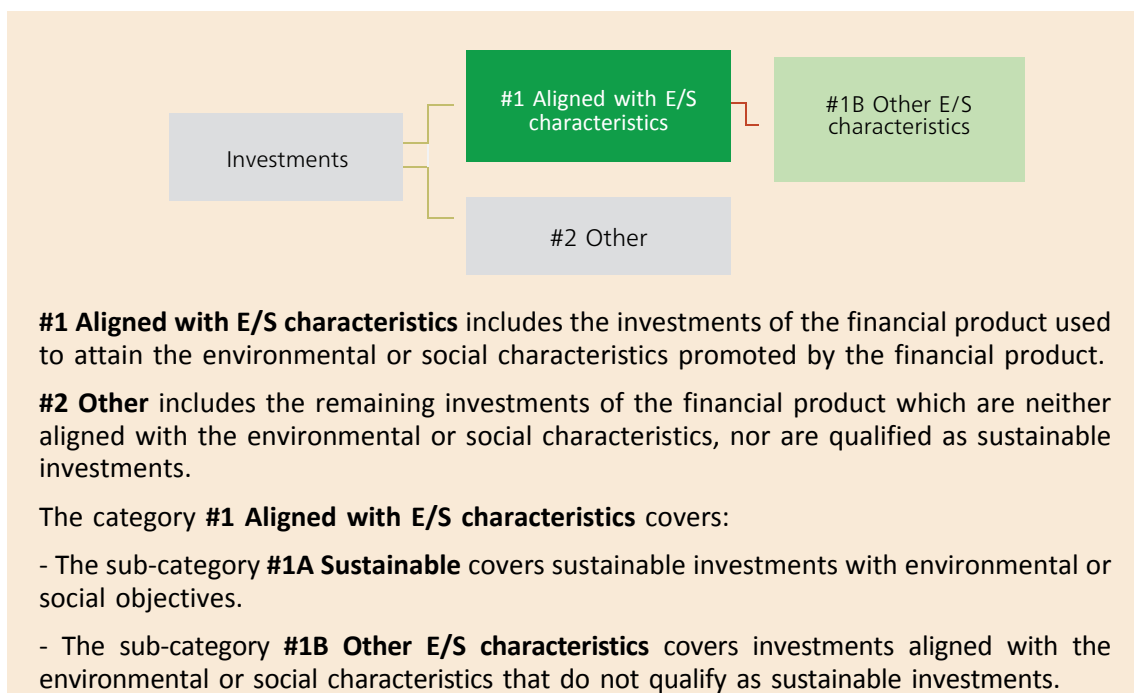 #1 Aligned with E/S
characteristics
#1B Other E/S
characteristics
Investments
#2 Other
#1 Aligned with E/S characteristics includes the investments of the financial product used
to attain the environmental or social characteristics promoted by the financial product.
#2 Other includes the remaining investments of the financial product which are neither
aligned with the environmental or social characteristics, nor are qualified as sustainable
investments.
The category #1 Aligned with E/S characteristics covers:
- The sub-category #1A Sustainable covers sustainable investments with environmental or
social objectives.
- The sub-category #1B Other E/S characteristics covers investments aligned with the
environmental or social characteristics that do not qualify as sustainable investments.